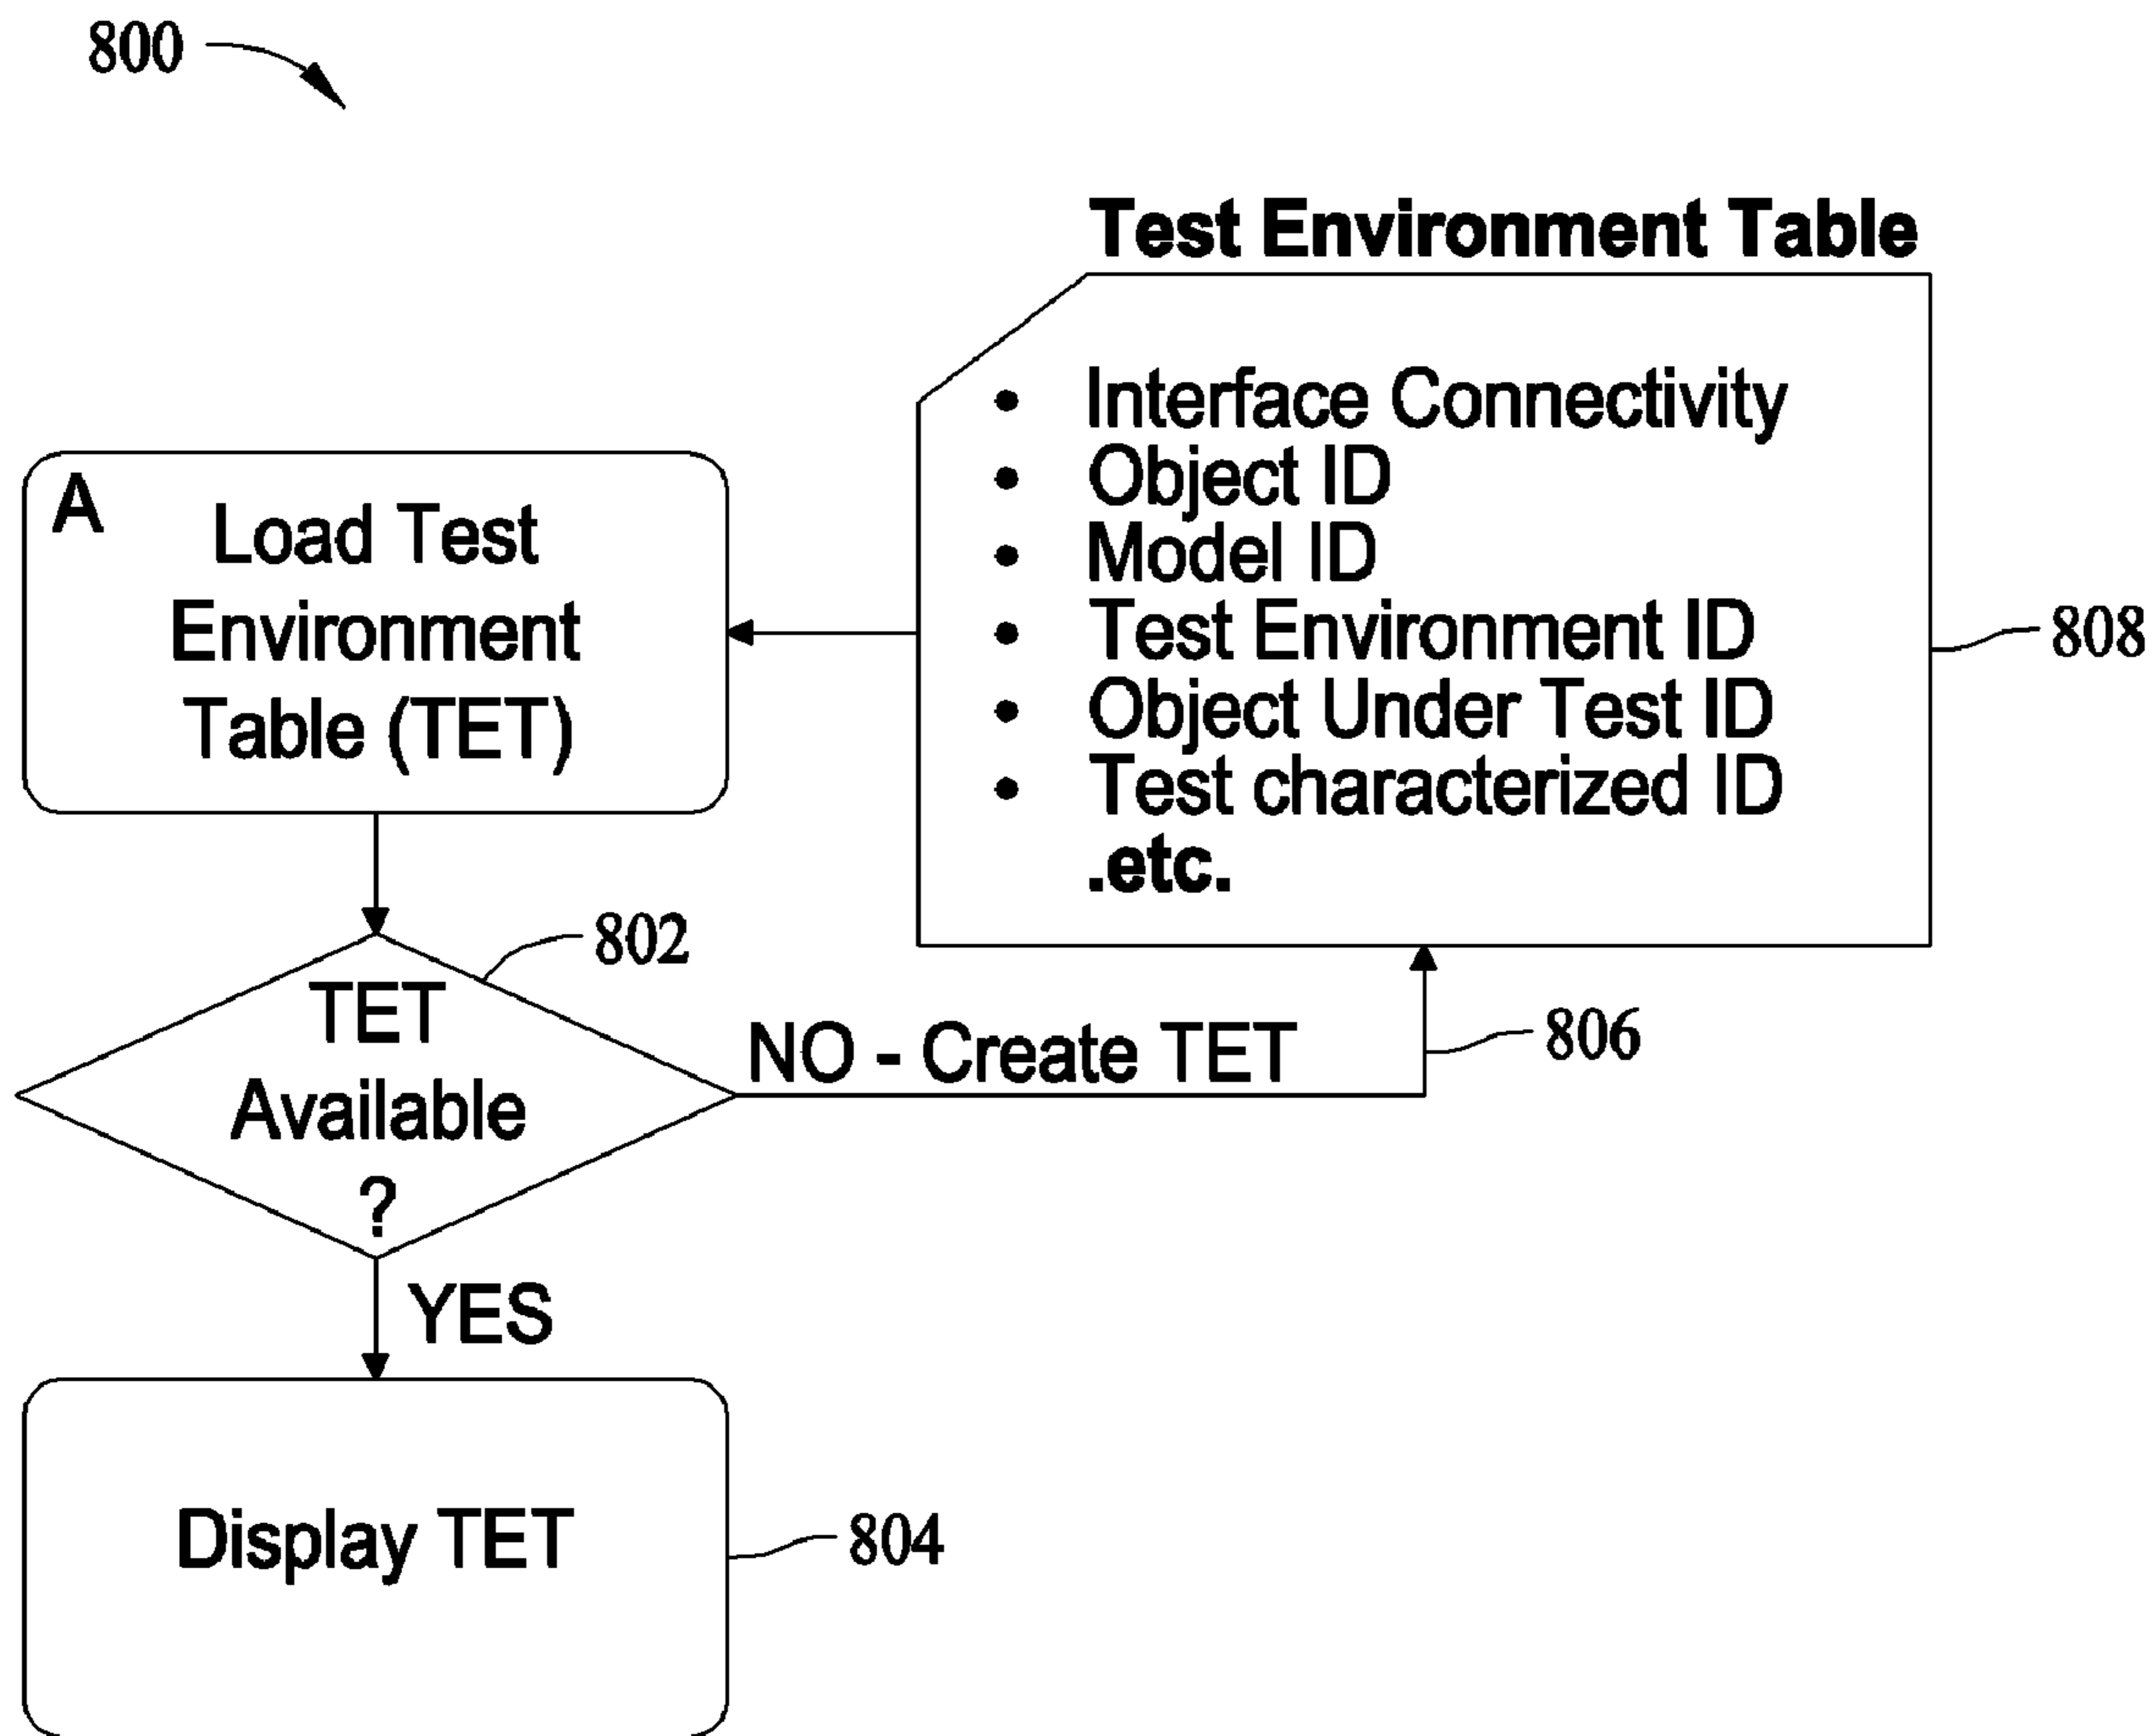 800
Test Environment Table
• Interface Connectivity
• Object ID
• Model ID
• Test Environment ID
• Object Under Test ID
• Test characterized ID
.etc.
808
A
Load Test
Environment
Table (TET)
802
TET
Available
?
NO - Create TET
806
YES
Display TET
804